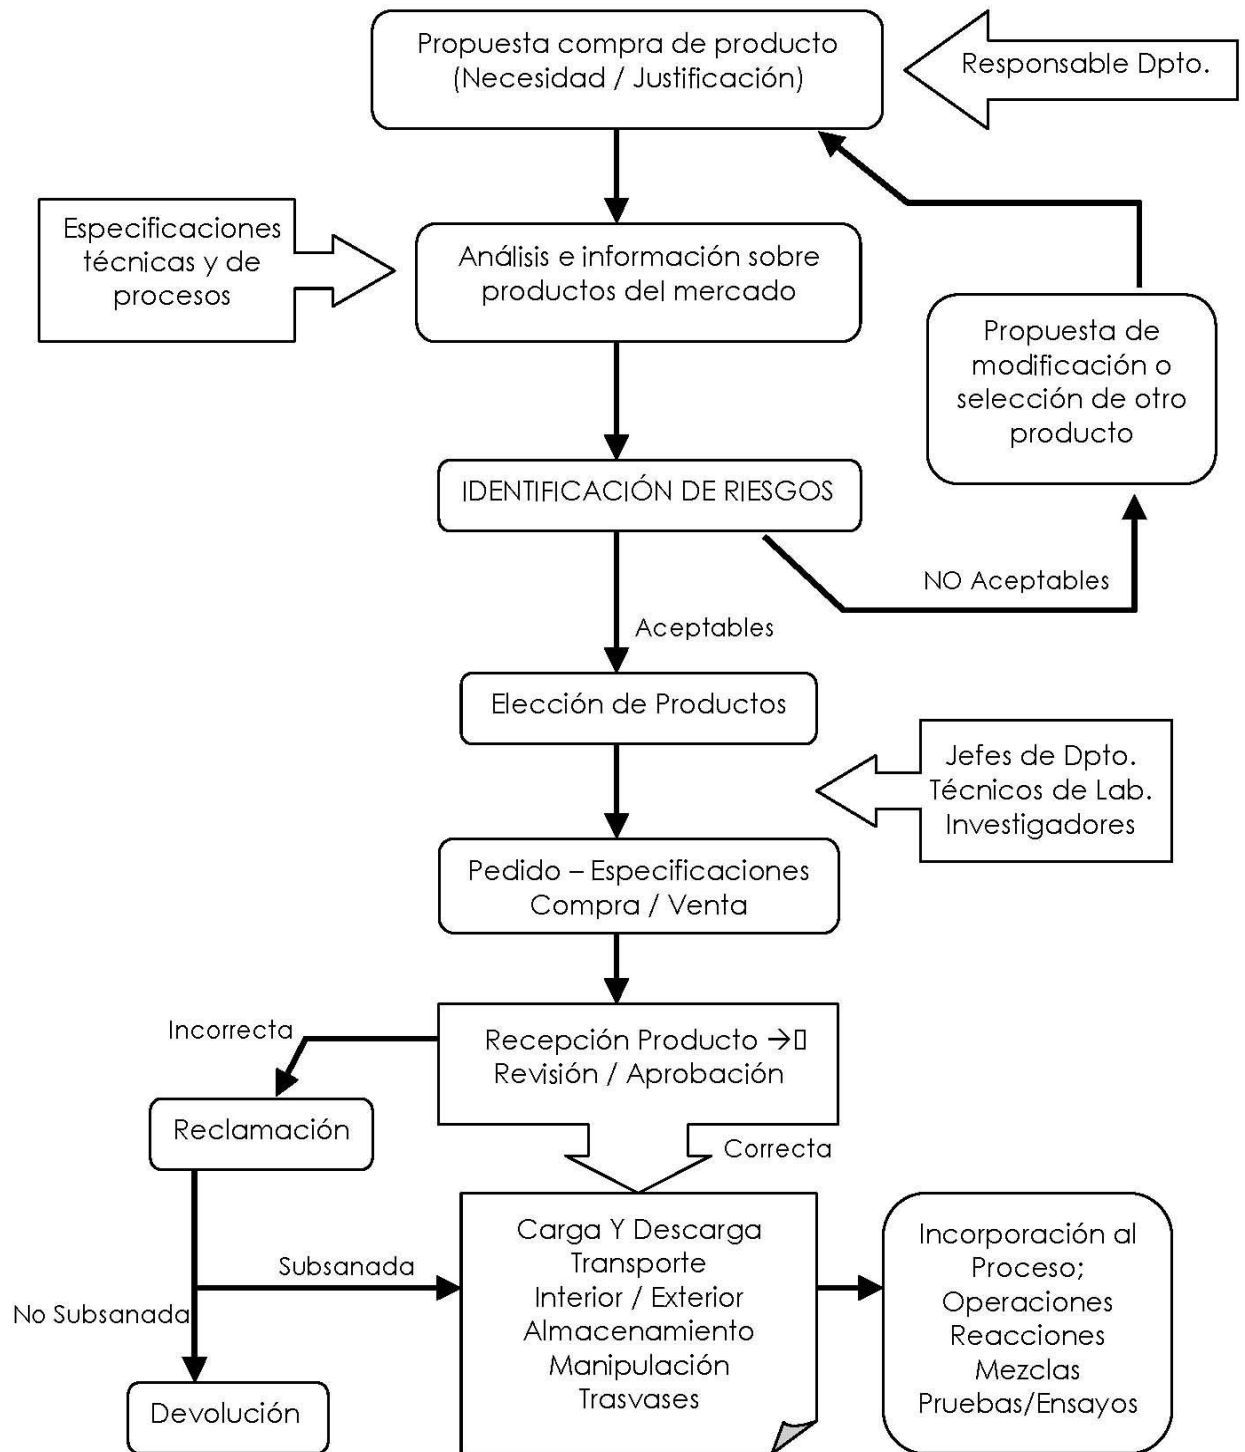 Propuesta compra de producto
(Necesidad / Justificación)
Responsable Dpto.
Especificaciones
técnicas y de
procesos
Análisis e información sobre
productos del mercado
Propuesta de
modificación o
selección de otro
producto
IDENTIFICACIÓN DE RIESGOS
NO Aceptables
Aceptables
Elección de Productos
Jefes de Dpto.
Técnicos de Lab.
Investigadores
Pedido – Especificaciones
Compra / Venta
Incorrecta
Recepción Producto →▯
Revisión / Aprobación
Reclamación
Correcta
Carga Y Descarga
Transporte
Interior / Exterior
Almacenamiento
Manipulación
Trasvases
Subsanada
No Subsanada
Devolución
Incorporación al
Proceso;
Operaciones
Reacciones
Mezclas
Pruebas/Ensayos